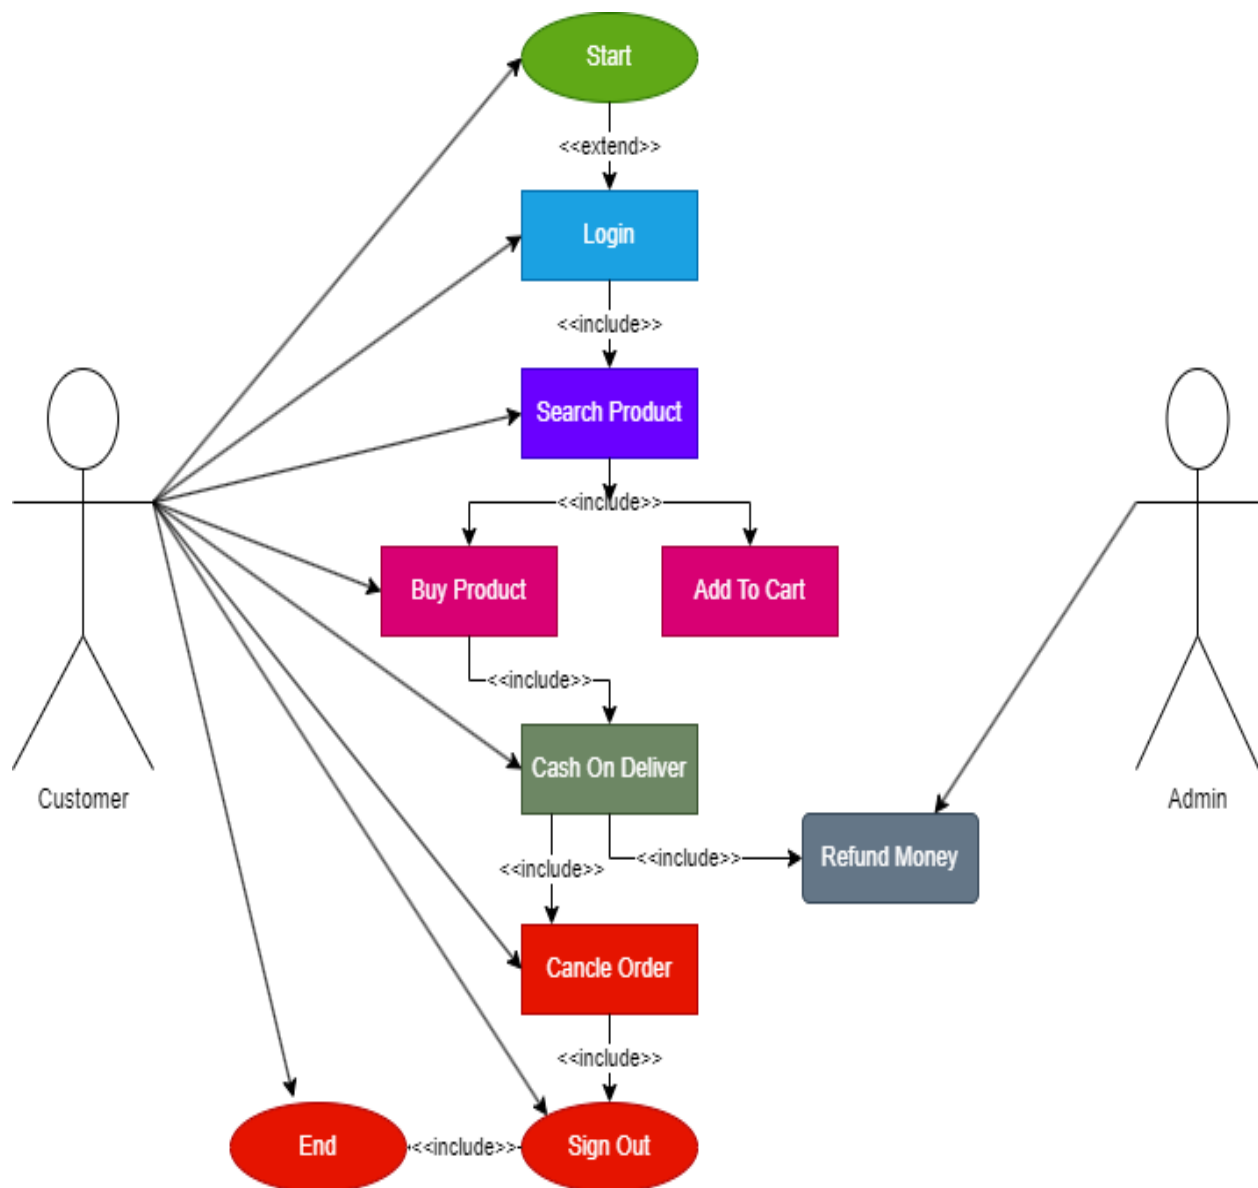 Start
<<extend>>
Login
<<include>>
Search Product
<<include>>
Buy Product
Add To Cart
<<include>>
Cash On Deliver
Customer
Admin
<<include>>
<<include>>
Refund Money
Cancle Order
<<include>>
End
<<include>>
Sign Out